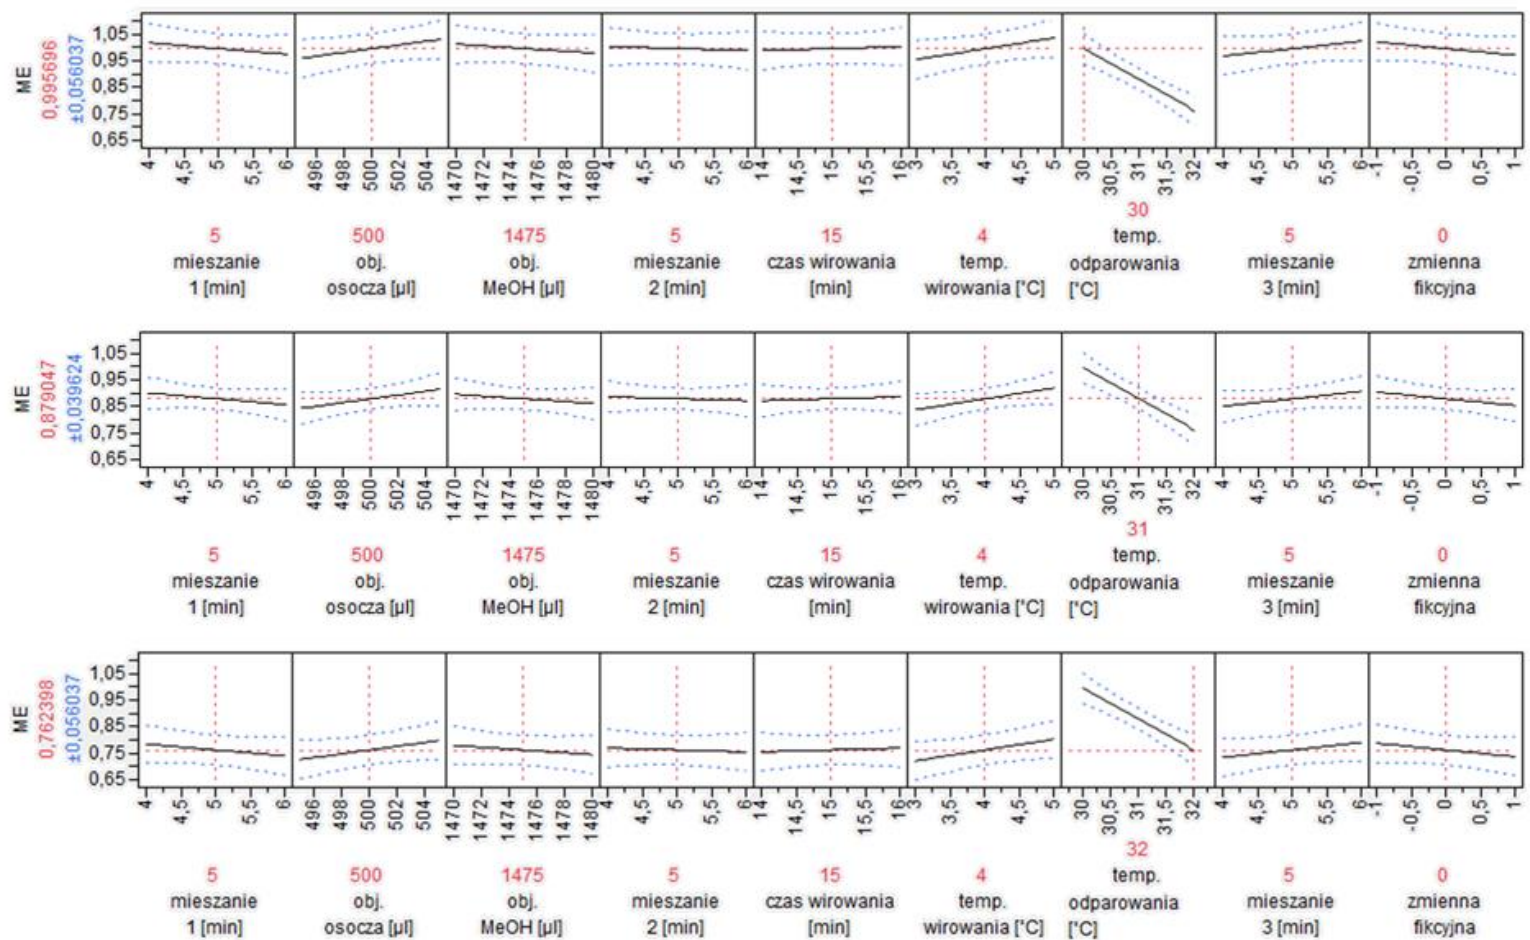 ME
0,995696
±0,056037
1,05
0,95
0,85
0,75
0,65
4 4,5 5 5,5 6 496 498 500 502 504 1470 1472 1474 1476 1478 1480 4 4,5 5 5,5 6 14 14,5 15 15,5 16 3 3,5 4 4,5 5 30 30,5 31 31,5 32 4 4,5 5 5,5 6 -1 -0,5 0 0,5 1
30
5 500 1475 5 15 4 temp. 5 0
mieszanie obj. obj. mieszanie czas wirowania temp. odparowania mieszanie zmienna
1 [min] osocza [µl] MeOH [µl] 2 [min] [min] wirowania [°C] [°C] 3 [min] fikcyjna
ME
0,879047
±0,039624
1,05
0,95
0,85
0,75
0,65
4 4,5 5 5,5 6 496 498 500 502 504 1470 1472 1474 1476 1478 1480 4 4,5 5 5,5 6 14 14,5 15 15,5 16 3 3,5 4 4,5 5 30 30,5 31 31,5 32 4 4,5 5 5,5 6 -1 -0,5 0 0,5 1
31
5 500 1475 5 15 4 temp. 5 0
mieszanie obj. obj. mieszanie czas wirowania temp. odparowania mieszanie zmienna
1 [min] osocza [µl] MeOH [µl] 2 [min] [min] wirowania [°C] [°C] 3 [min] fikcyjna
ME
0,762398
±0,056037
1,05
0,95
0,85
0,75
0,65
4 4,5 5 5,5 6 496 498 500 502 504 1470 1472 1474 1476 1478 1480 4 4,5 5 5,5 6 14 14,5 15 15,5 16 3 3,5 4 4,5 5 30 30,5 31 31,5 32 4 4,5 5 5,5 6 -1 -0,5 0 0,5 1
32
5 500 1475 5 15 4 temp. 5 0
mieszanie obj. obj. mieszanie czas wirowania temp. odparowania mieszanie zmienna
1 [min] osocza [µl] MeOH [µl] 2 [min] [min] wirowania [°C] [°C] 3 [min] fikcyjna